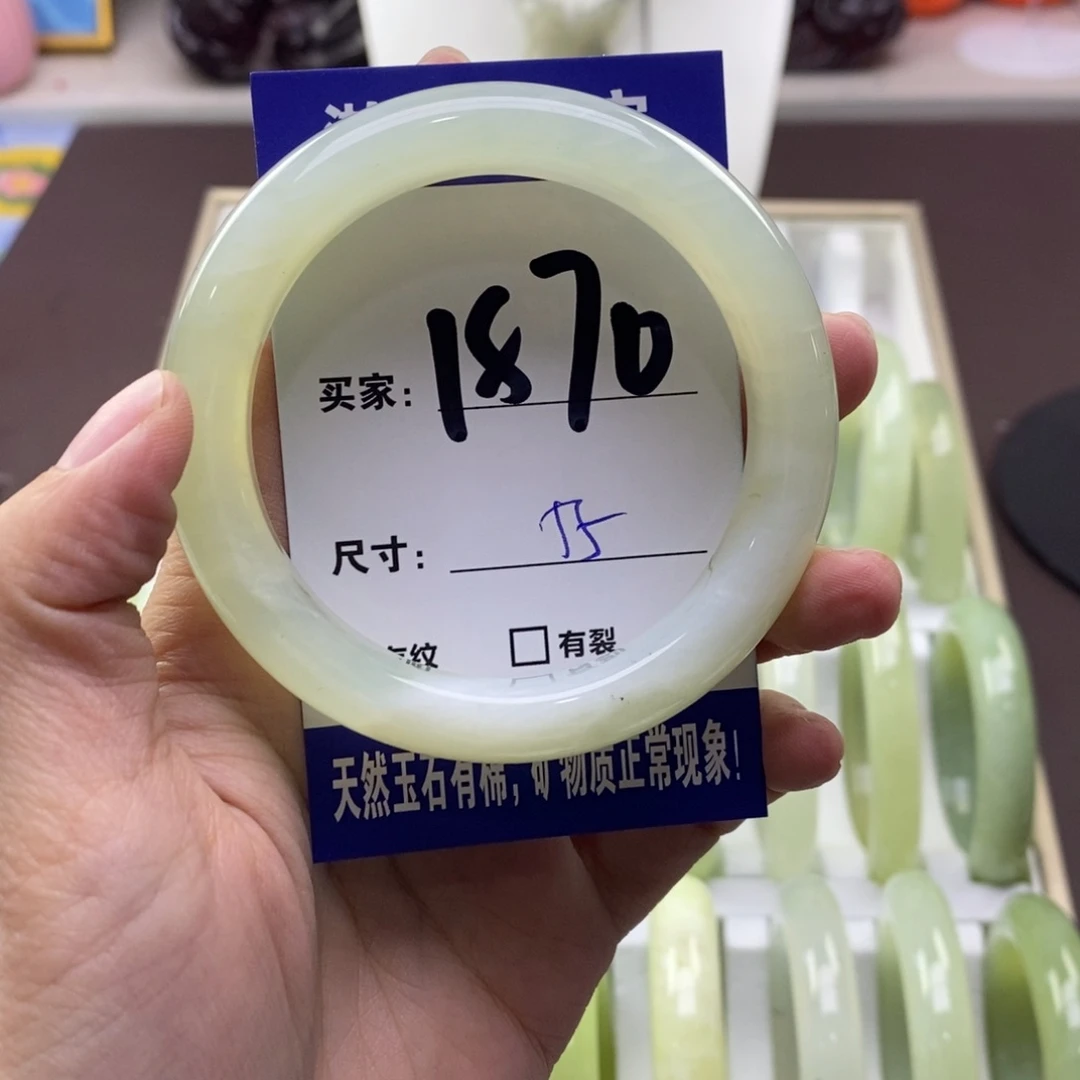 买家: 1870
尺寸: 75
纹 □有裂
天然玉石有棉, 矿物质正常现象!